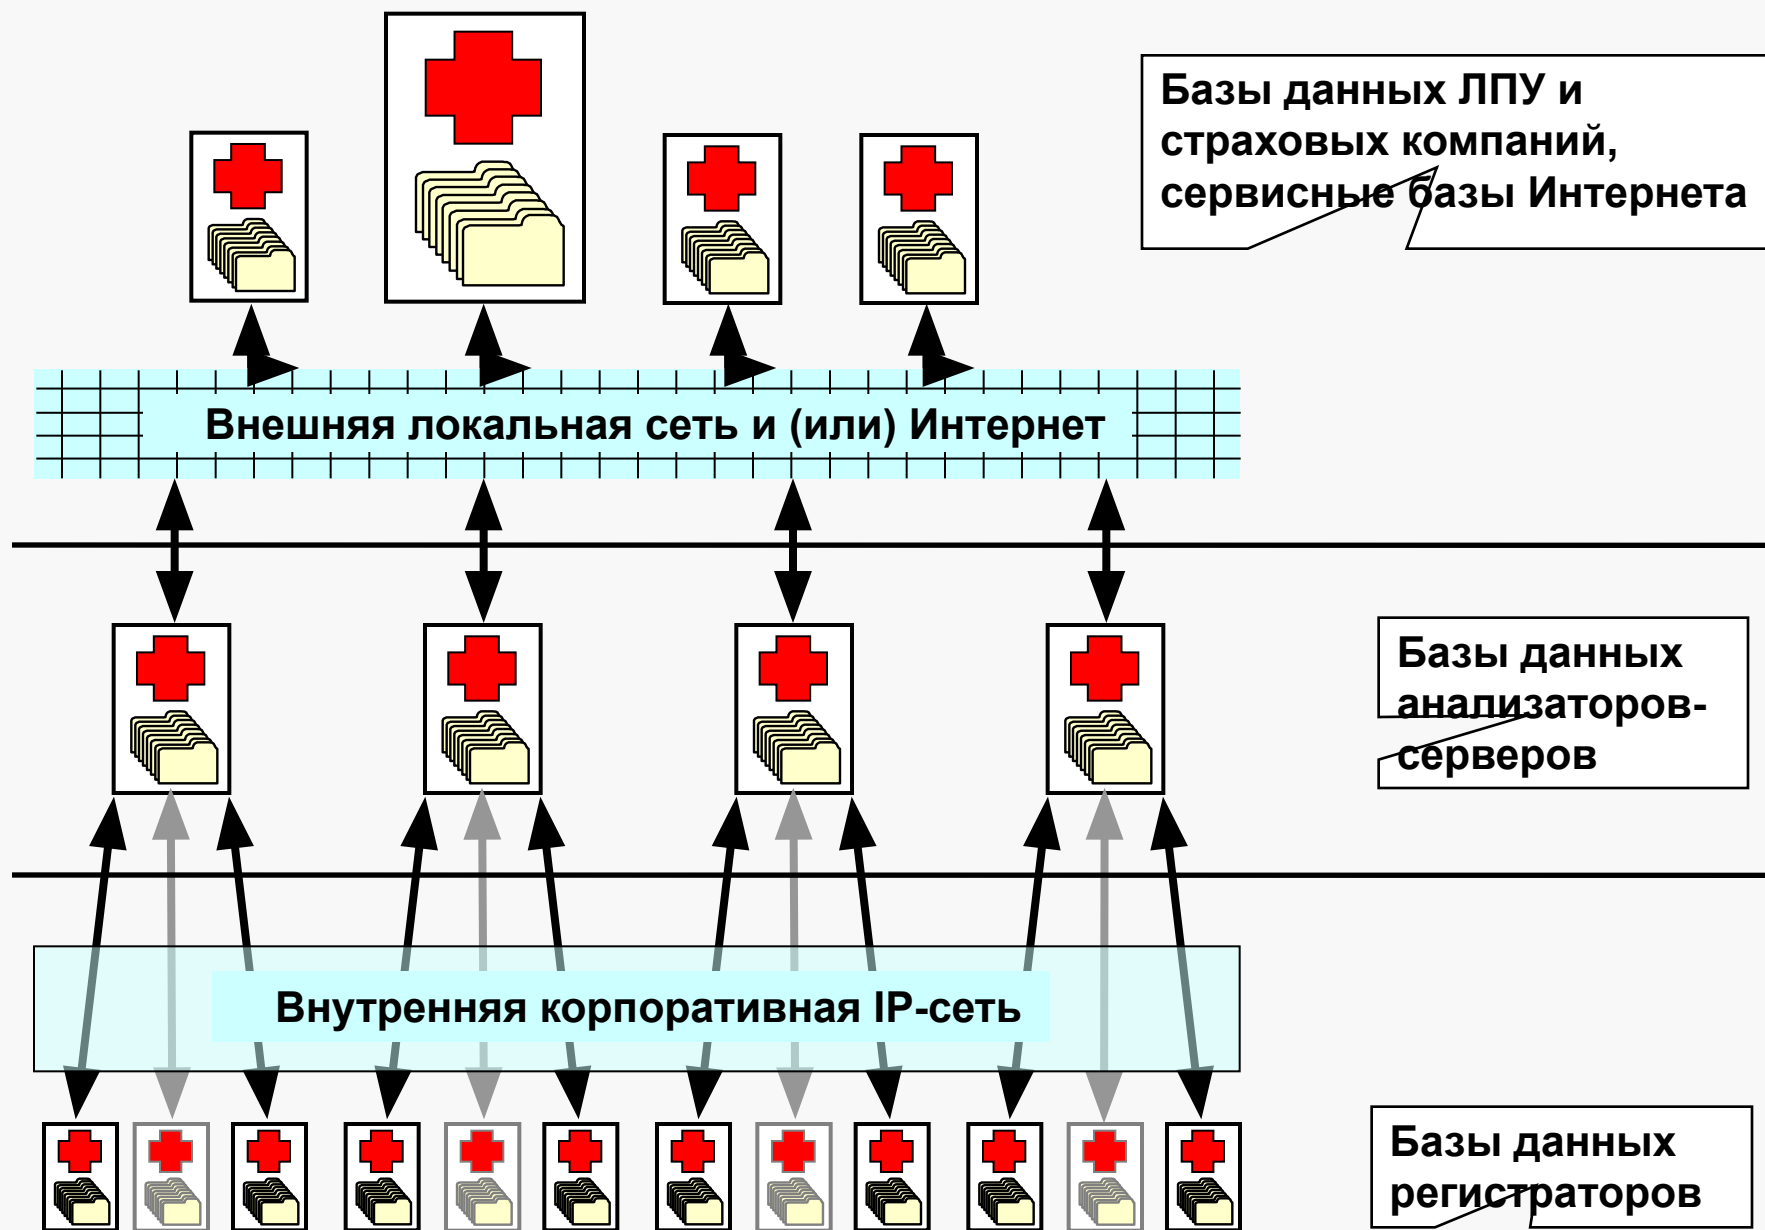 Базы данных ЛПУ и
страховых компаний,
сервисные базы Интернета
Внешняя локальная сеть и (или) Интернет
Базы данных
анализаторов-
серверов
Внутренняя корпоративная IP-сеть
Базы данных
регистраторов